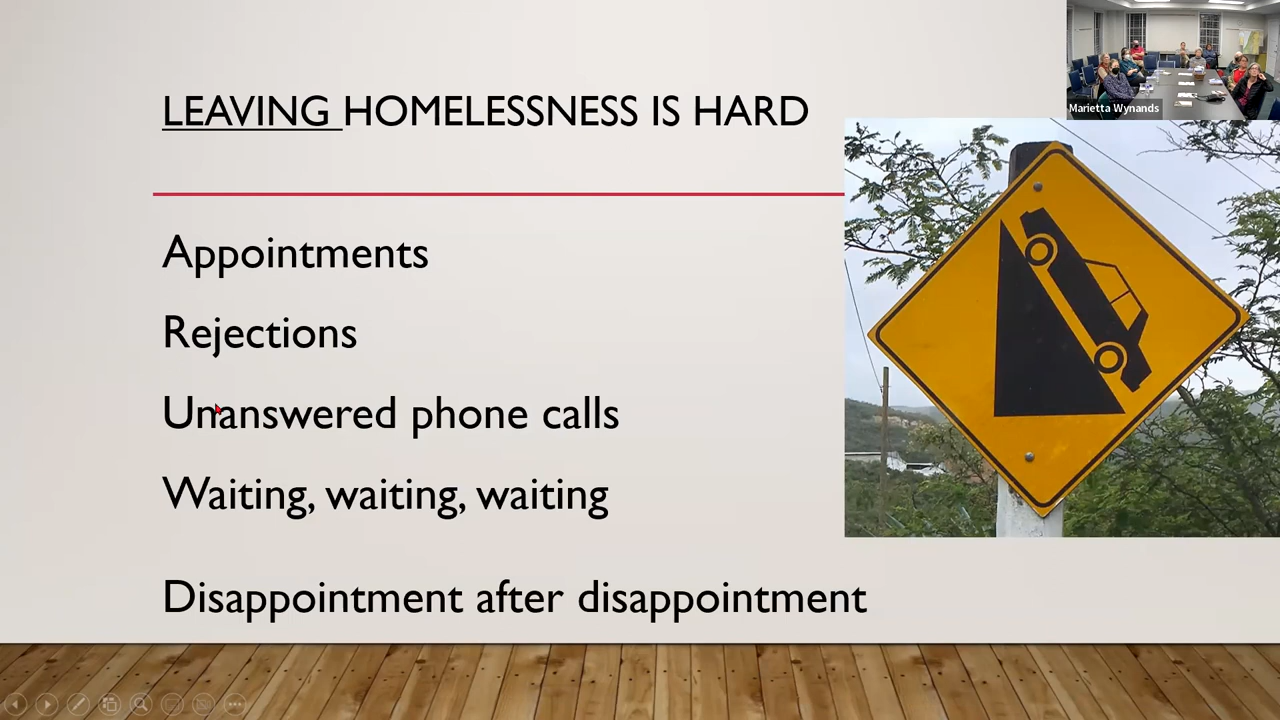 Marietta Wynands
LEAVING HOMELESSNESS IS HARD
Appointments
Rejections
Unanswered phone calls
Waiting, waiting, waiting
Disappointment after disappointment